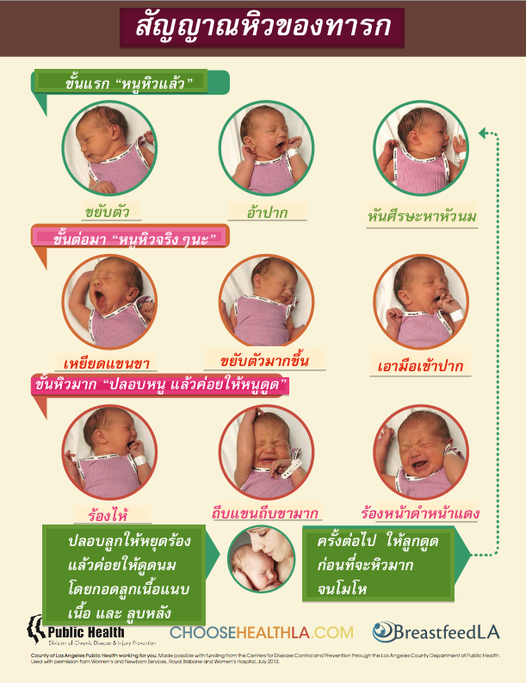 สัญญาณหิวของทารก
ขั้นแรก “หนูหิวแล้ว”
ขยับตัว
อ้าปาก
หันศีรษะหาหัวนม
ขั้นต่อมา “หนูหิวจริง ๆนะ”
เหยียดแขนขา
ขยับตัวมากขึ้น
เอามือเข้าปาก
ขั้นหิวมาก “ปลอบหนู แล้วค่อยให้หนูดูด”
ร้องไห้
ถีบแขนถีบขามาก
ร้องหน้าดำหน้าแดง
ปลอบลูกให้หยุดร้อง
แล้วค่อยให้ดูดนม
โดยกอดลูกเนื้อแนบ
เนื้อ และ ลูบหลัง
ครั้งต่อไป ให้ลูกดูด
ก่อนที่จะหิวมาก
จนโมโห
Public Health
Division of Chronic Disease & Injury Prevention
CHOOSEHEALTHLA.COM
BreastfeedLA
County of Los Angeles Public Health working for you. Made possible with funding from the Centers for Disease Control and Prevention through the Los Angeles County Department of Public Health.
Used with permission from Women's and Newborn Services, Royal Brisbane and Women's Hospital. July 2013.